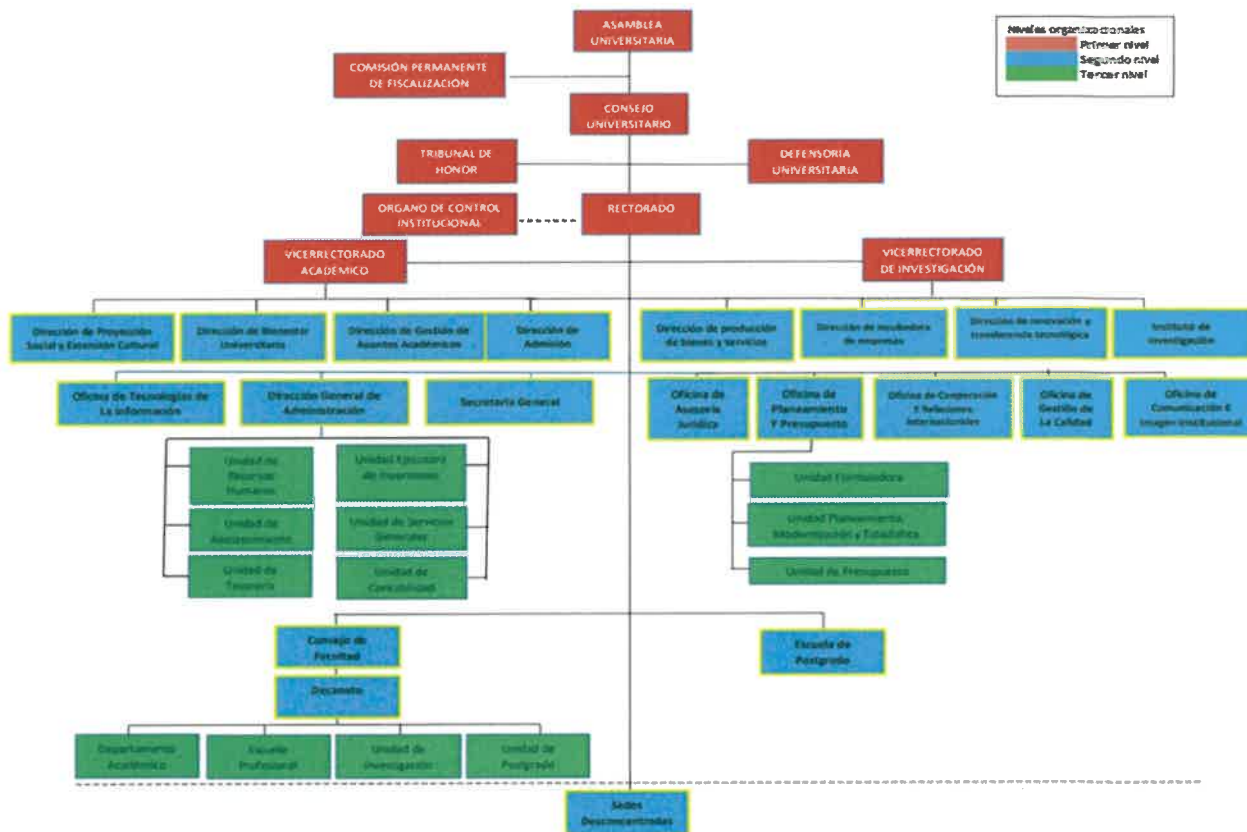 ASAMBLEA
UNIVERSITARIA
Niveles organizacionales
Primer nivel
Segundo nivel
Tercer nivel
COMISIÓN PERMANENTE
DE FISCALIZACIÓN
CONSEJO
UNIVERSITARIO
TRIBUNAL DE
HONOR
DEFENSORÍA
UNIVERSITARIA
ORGANO DE CONTROL
INSTITUCIONAL
RECTORADO
VICERRECTORADO
ACADÉMICO
VICERRECTORADO
DE INVESTIGACIÓN
Dirección de Proyección
Social y Extensión Cultural
Dirección de Bienestar
Universitario
Dirección de Gestión de
Asuntos Académicos
Dirección de
Admisión
Dirección de producción
de bienes y servicios
Dirección de incubadora
de empresas
Dirección de innovación y
transferencia tecnológica
Instituto de
Investigación
Oficina de Tecnologías de
La Información
Dirección General de
Administración
Secretaría General
Oficina de
Asesoría
Jurídica
Oficina de
Planeamiento
Y Presupuesto
Oficina de Cooperación
Y Relaciones
Internacionales
Oficina de
Gestión de
La Calidad
Oficina de
Comunicación E
Imagen Institucional
Unidad de
Recursos
Humanos
Unidad Ejecutora
de Inversiones
Unidad de
Abastecimiento
Unidad de Servicios
Generales
Unidad de
Tesorería
Unidad de
Contabilidad
Unidad Formuladora
Unidad Planeamiento,
Modernización y Estadística
Unidad de Presupuesto
Consejo de
Facultad
Escuela de
Postgrado
Decanato
Departamento
Académico
Escuela
Profesional
Unidad de
Investigación
Unidad de
Postgrado
Sedes
Desconcentradas